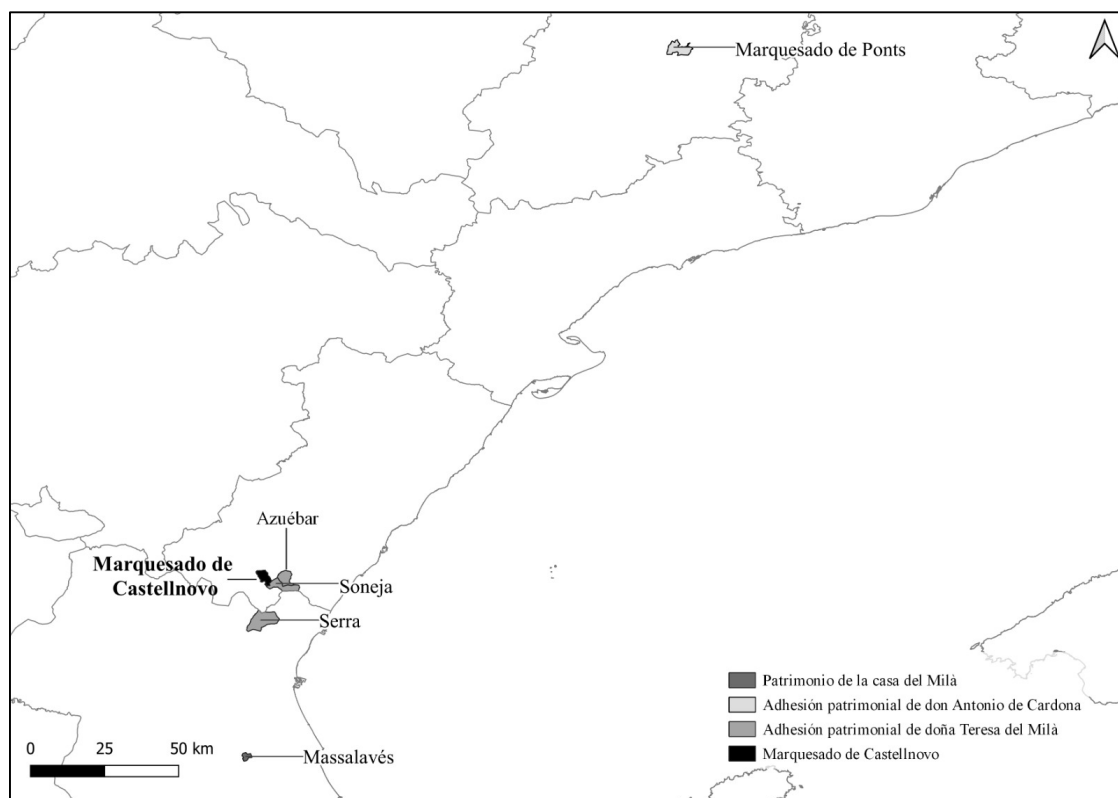 Marquesado de Ponts
Azuébar
Marquesado de
Castellnovo
Soneja
Serra
Massalavés
0 25 50 km
Patrimonio de la casa del Milà
Adhesión patrimonial de don Antonio de Cardona
Adhesión patrimonial de doña Teresa del Milà
Marquesado de Castellnovo